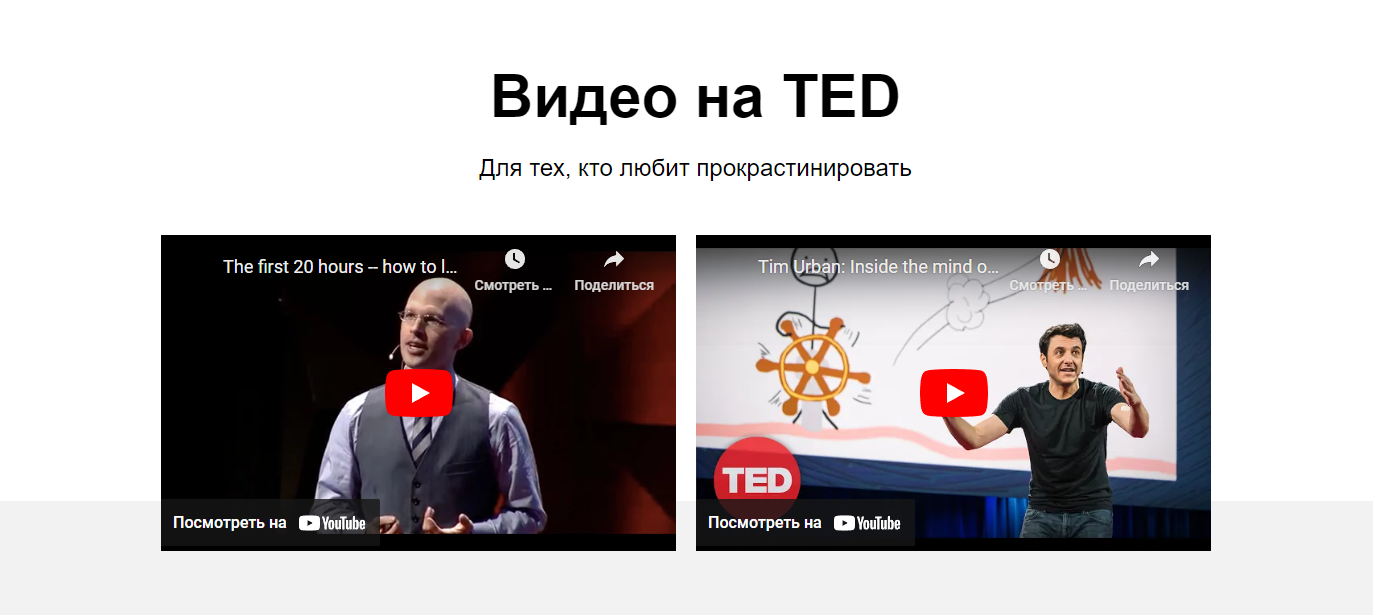 Видео на TED
Для тех, кто любит прокрастинировать
The first 20 hours -- how to l...
Смотреть ...
Поделиться
Посмотреть на YouTube
Tim Urban: Inside the mind o...
Смотреть ...
Поделиться
TED
Посмотреть на YouTube